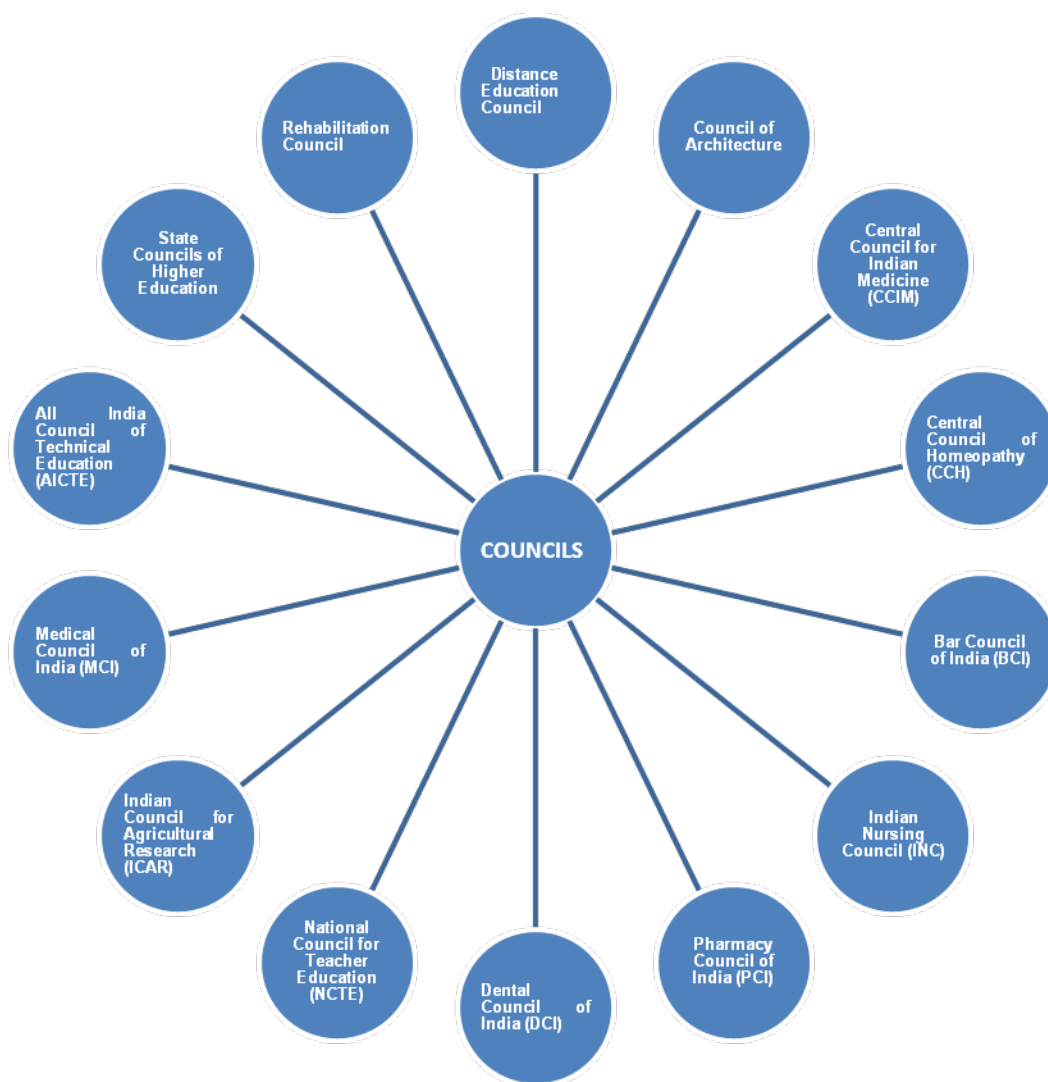 Distance
Education
Council
Council of
Architecture
Central
Council for
Indian
Medicine
(CCIM)
Central
Council of
Homeopathy
(CCH)
Bar Council
of India (BCI)
Indian
Nursing
Council (INC)
Pharmacy
Council of
India (PCI)
Dental
Council of
India (DCI)
National
Council for
Teacher
Education
(NCTE)
Indian
Council for
Agricultural
Research
(ICAR)
Medical
Council of
India (MCI)
All India
Council of
Technical
Education
(AICTE)
State
Councils of
Higher
Education
Rehabilitation
Council
COUNCILS